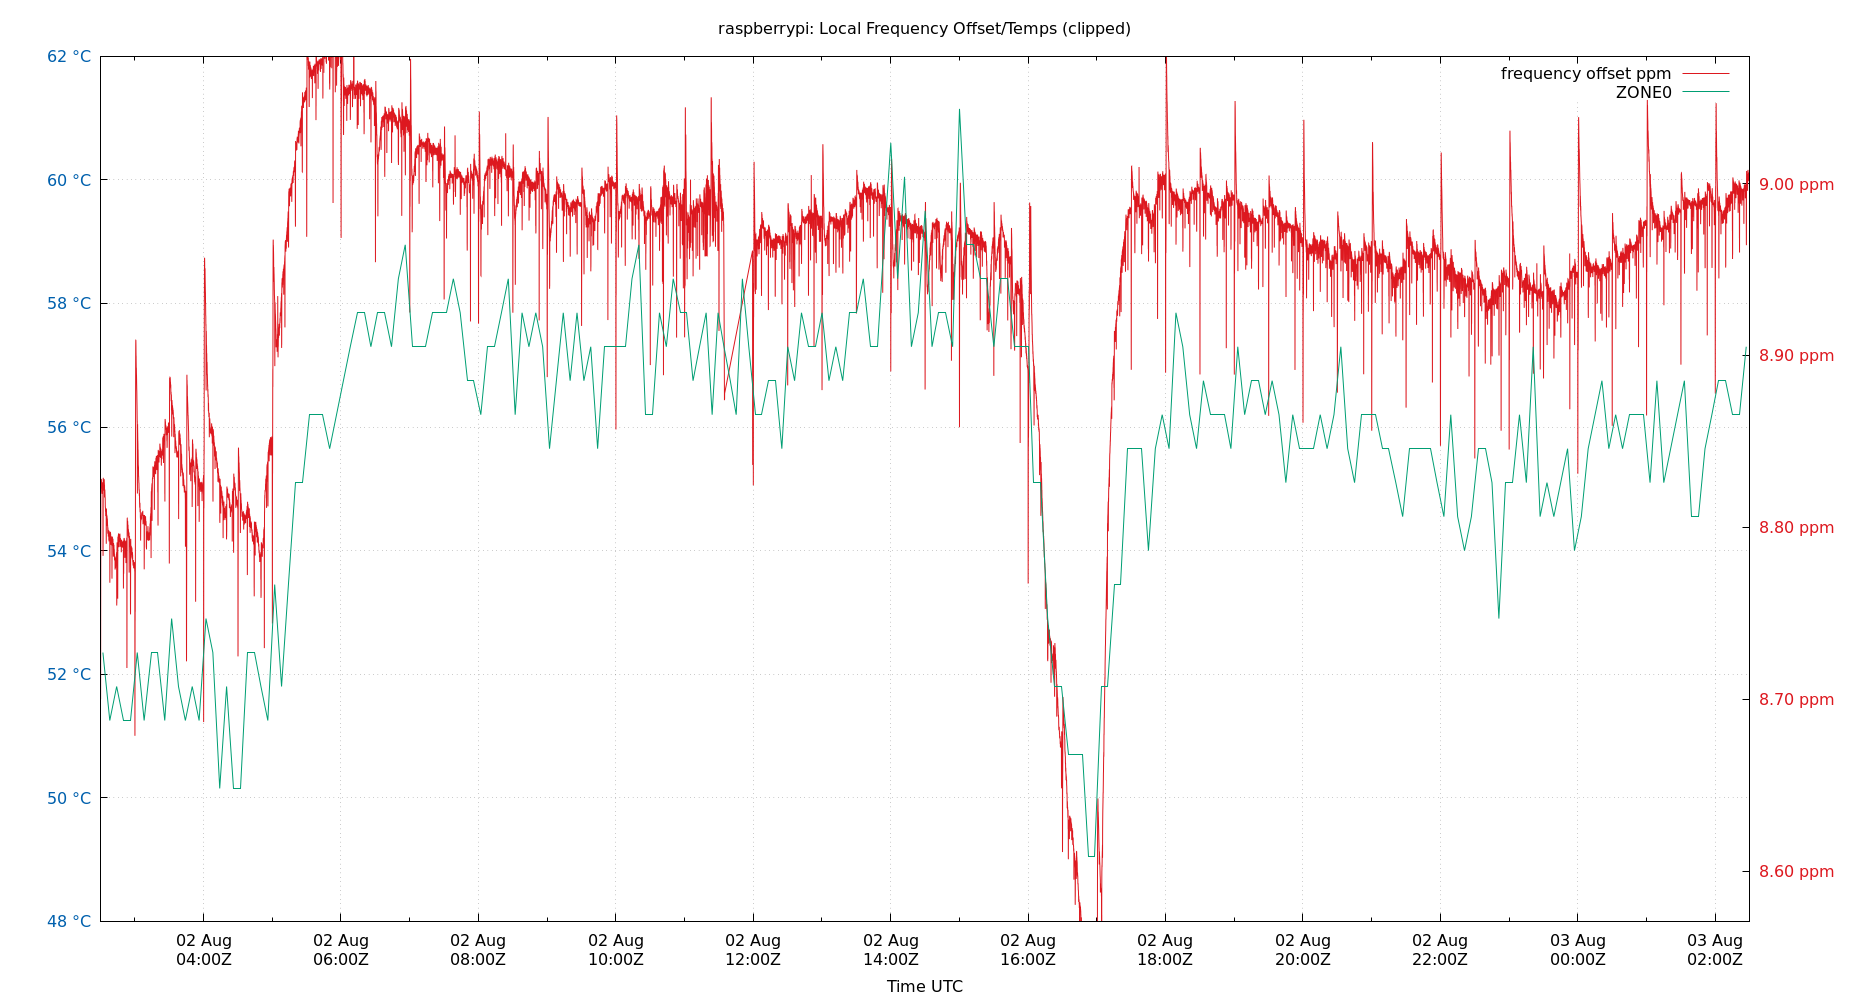 raspberrypi: Local Frequency Offset/Temps (clipped)
62 °C
60 °C
58 °C
56 °C
54 °C
52 °C
50 °C
48 °C
frequency offset ppm
ZONE0
9.00 ppm
8.90 ppm
8.80 ppm
8.70 ppm
8.60 ppm
02 Aug 02 Aug 02 Aug 02 Aug 02 Aug 02 Aug 02 Aug 02 Aug 02 Aug 02 Aug 03 Aug 03 Aug
04:00Z 06:00Z 08:00Z 10:00Z 12:00Z 14:00Z 16:00Z 18:00Z 20:00Z 22:00Z 00:00Z 02:00Z
Time UTC